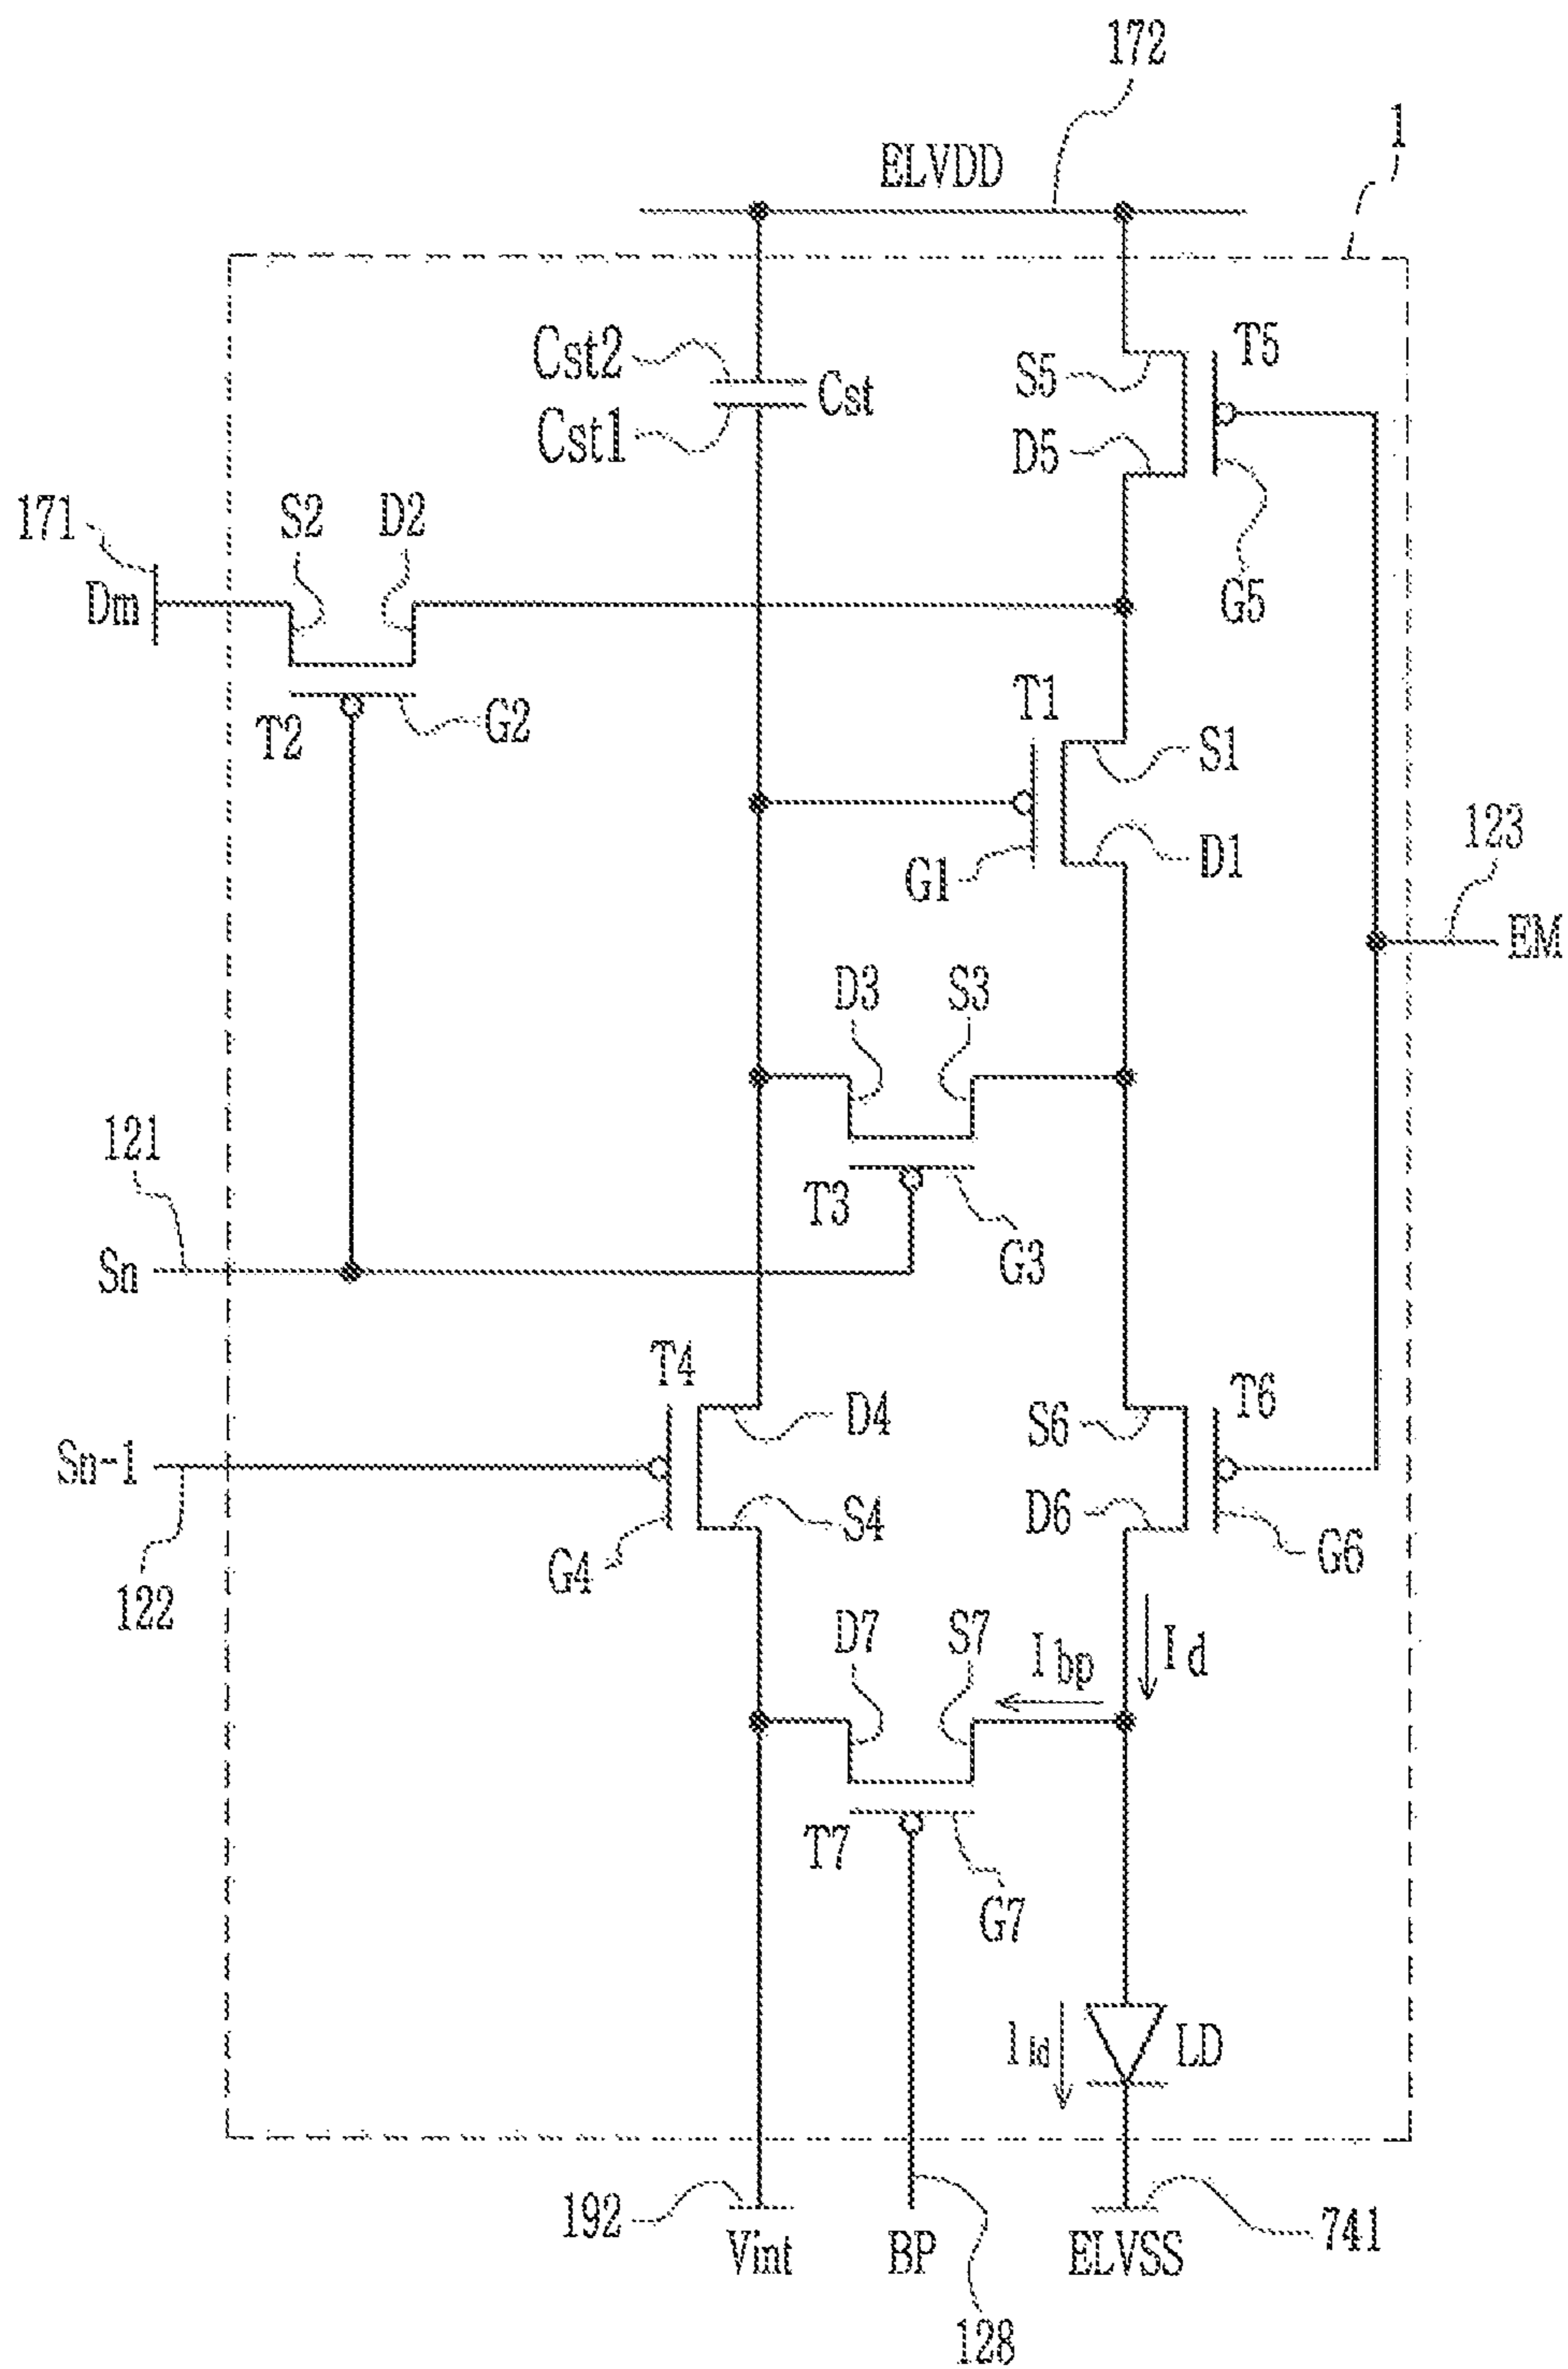 172
1
ELVDD
Cst2
Cst
Cst1
T5
S5
D5
G5
171
S2
D2
Dm
T2
G2
T1
S1
G1
D1
123
EM
D3
S3
121
T3
G3
Sn
T4
D4
S6
T6
Sn-1
S4
D6
G4
G6
122
D7
S7
Ibp
Id
T7
G7
Ild
LD
192
Vint
BP
ELVSS
741
128